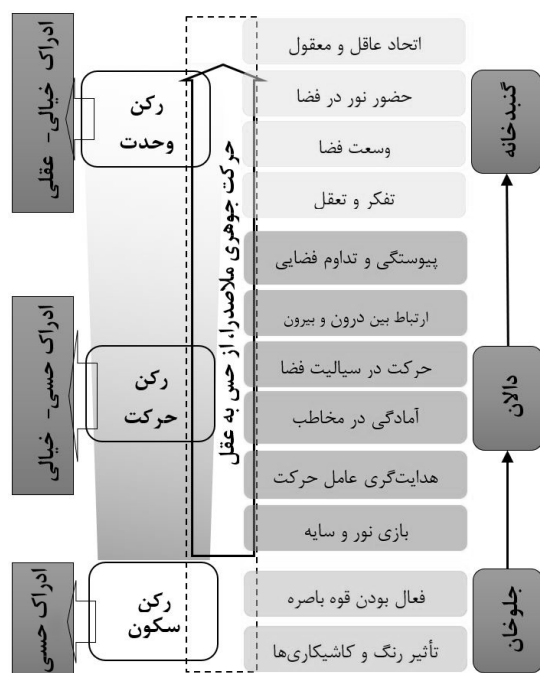 اتحاد عاقل و معقول
حضور نور در فضا
وسعت فضا
تفکر و تعقل
پیوستگی و تداوم فضایی
ارتباط بین درون و بیرون
حرکت در سیالیت فضا
آمادگی در مخاطب
هدایت‌گری عامل حرکت
بازی نور و سایه
فعال بودن قوه باصره
تأثیر رنگ و کاشیکاری‌ها
گنبدخانه
دالان
جلوخان
حرکت جوهری ملاصدرا، از حس به عقل
رکن
وحدت
رکن
حرکت
رکن
سکون
ادراک خیالی- عقلی
ادراک حسی- خیالی
ادراک حسی